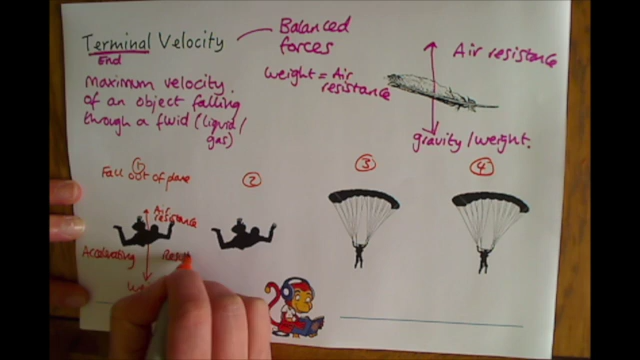 Terminal Velocity
End
Balanced
forces
weight = Air
resistance
maximum velocity
of an object falling
through a fluid (liquid/
gas)
Air resistance
gravity/weight.
①
Fall out of plane
②
③
④
Air
resistance
Accelerating